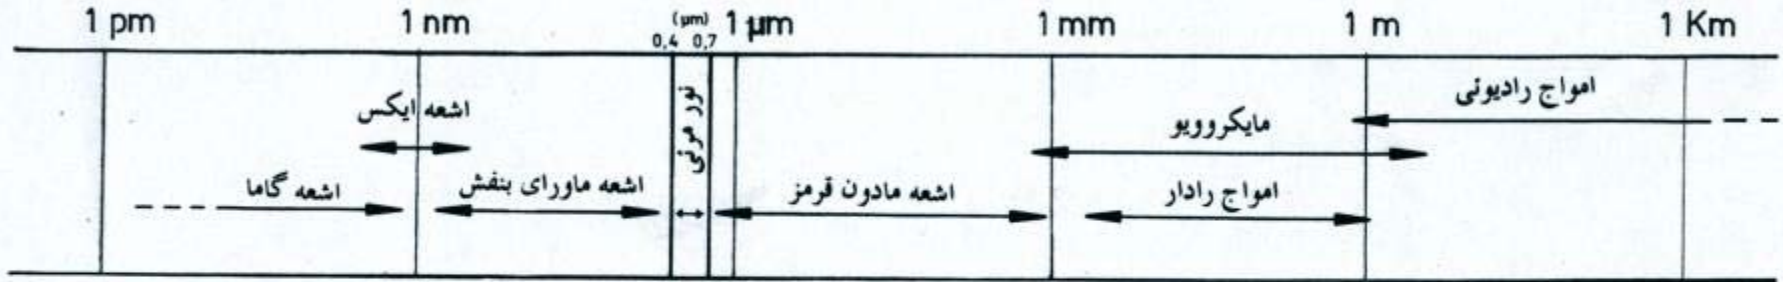 1 pm 1 nm (µm) 1 µm 1 mm 1 m 1 Km
0,4 0,7
امواج رادیوئی
اشعه ایکس
نور مرئی
مایکروویو
اشعه گاما
اشعه ماورای بنفش
اشعه مادون قرمز
امواج رادار